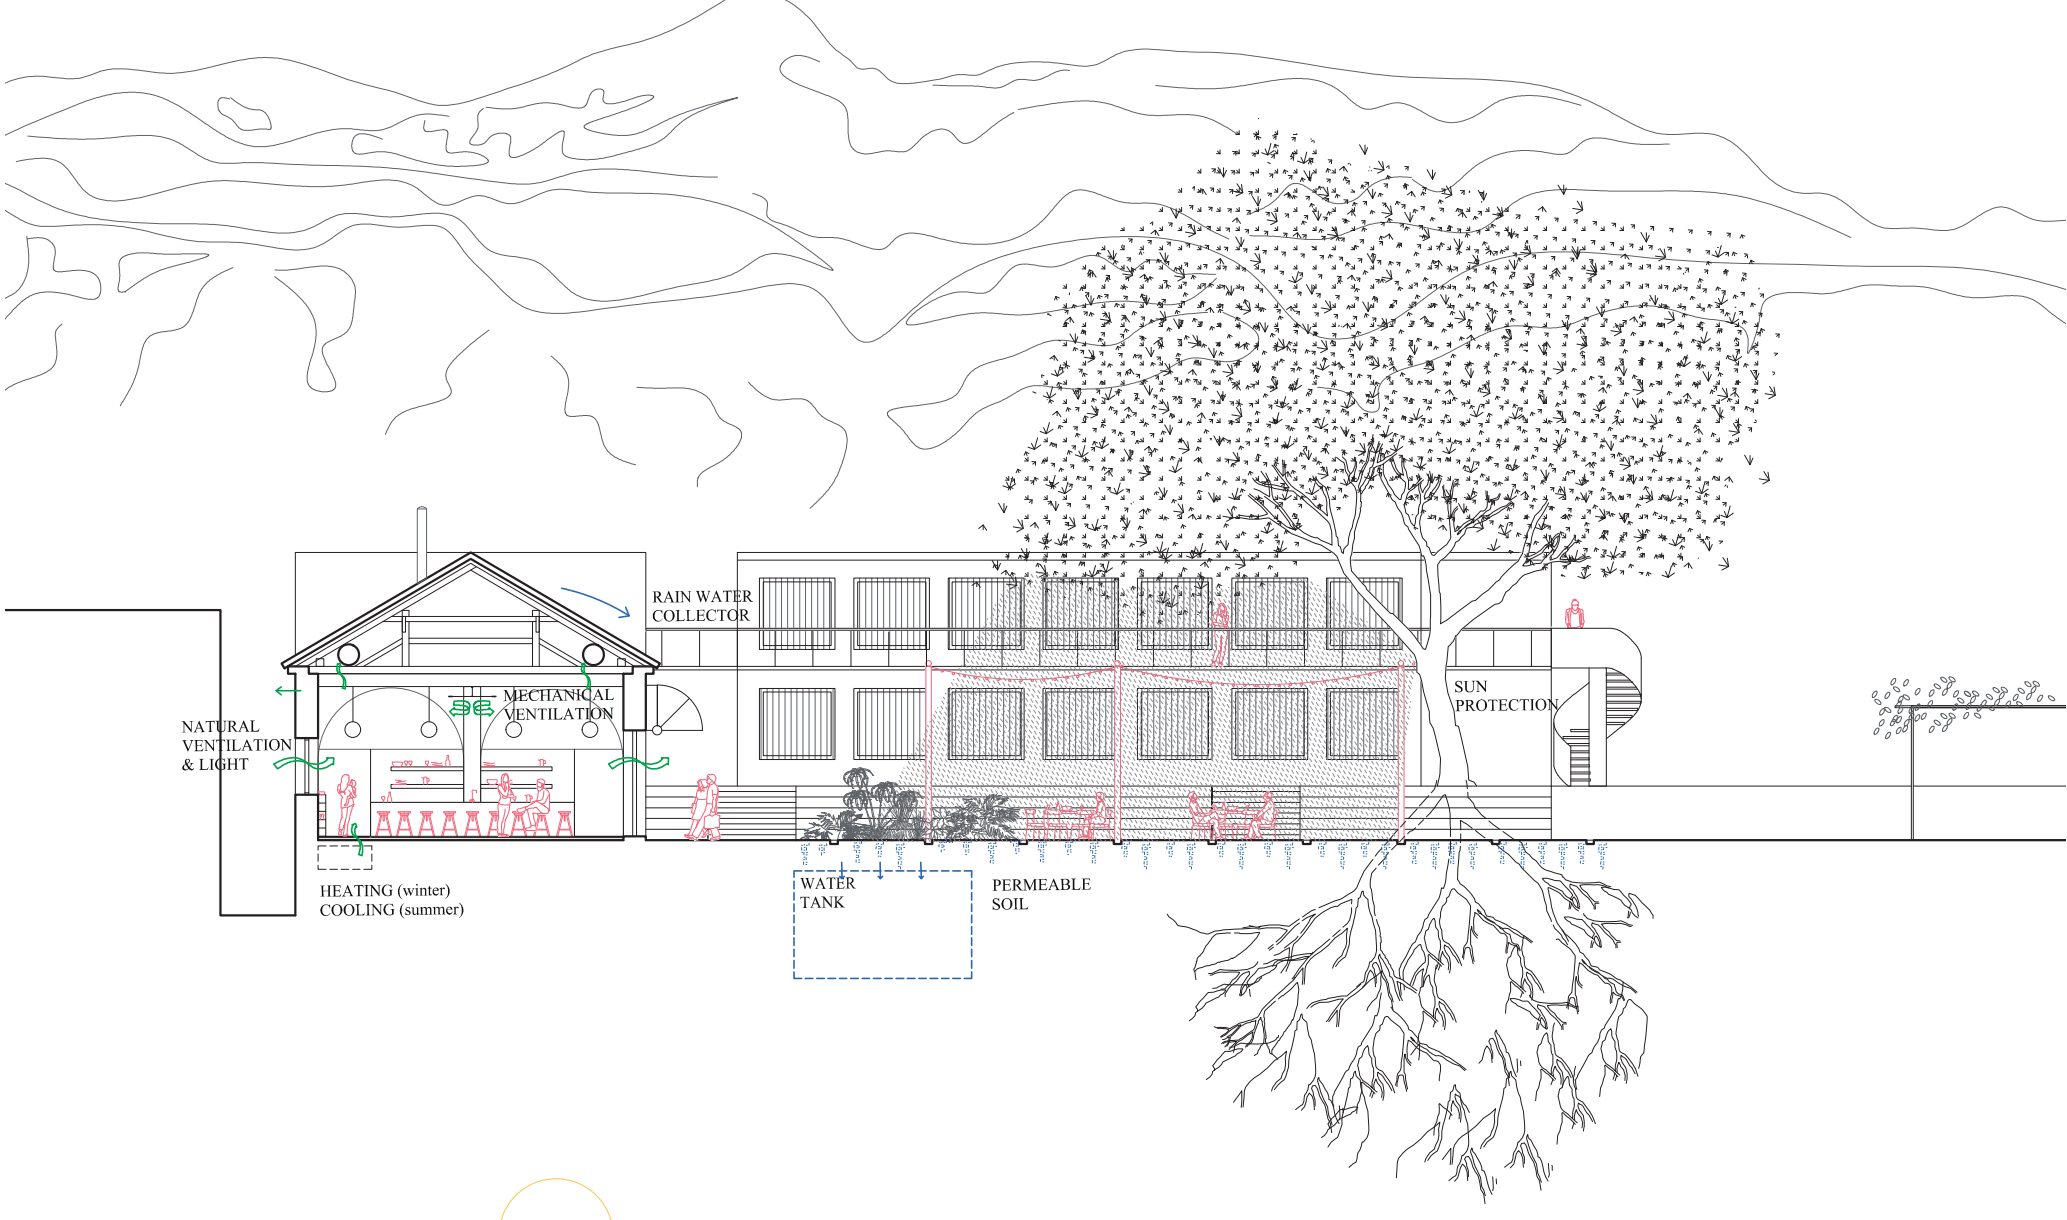 RAIN WATER
COLLECTOR
MECHANICAL
VENTILATION
SUN
PROTECTION
NATURAL
VENTILATION
& LIGHT
HEATING (winter)
COOLING (summer)
WATER
TANK
PERMEABLE
SOIL